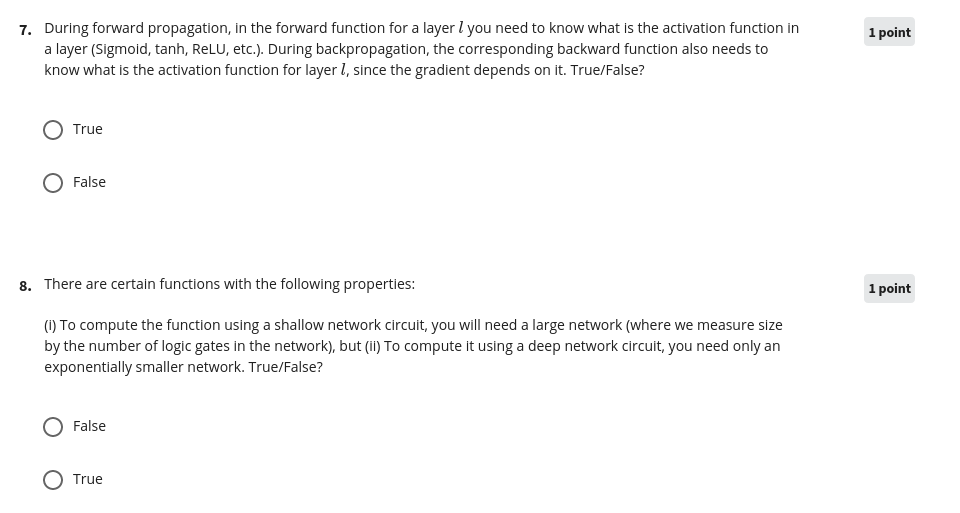 7. During forward propagation, in the forward function for a layer l you need to know what is the activation function in
1 point
a layer (Sigmoid, tanh, ReLU, etc.). During backpropagation, the corresponding backward function also needs to
know what is the activation function for layer l, since the gradient depends on it. True/False?
True
False
8. There are certain functions with the following properties:
1 point
(i) To compute the function using a shallow network circuit, you will need a large network (where we measure size
by the number of logic gates in the network), but (ii) To compute it using a deep network circuit, you need only an
exponentially smaller network. True/False?
False
True